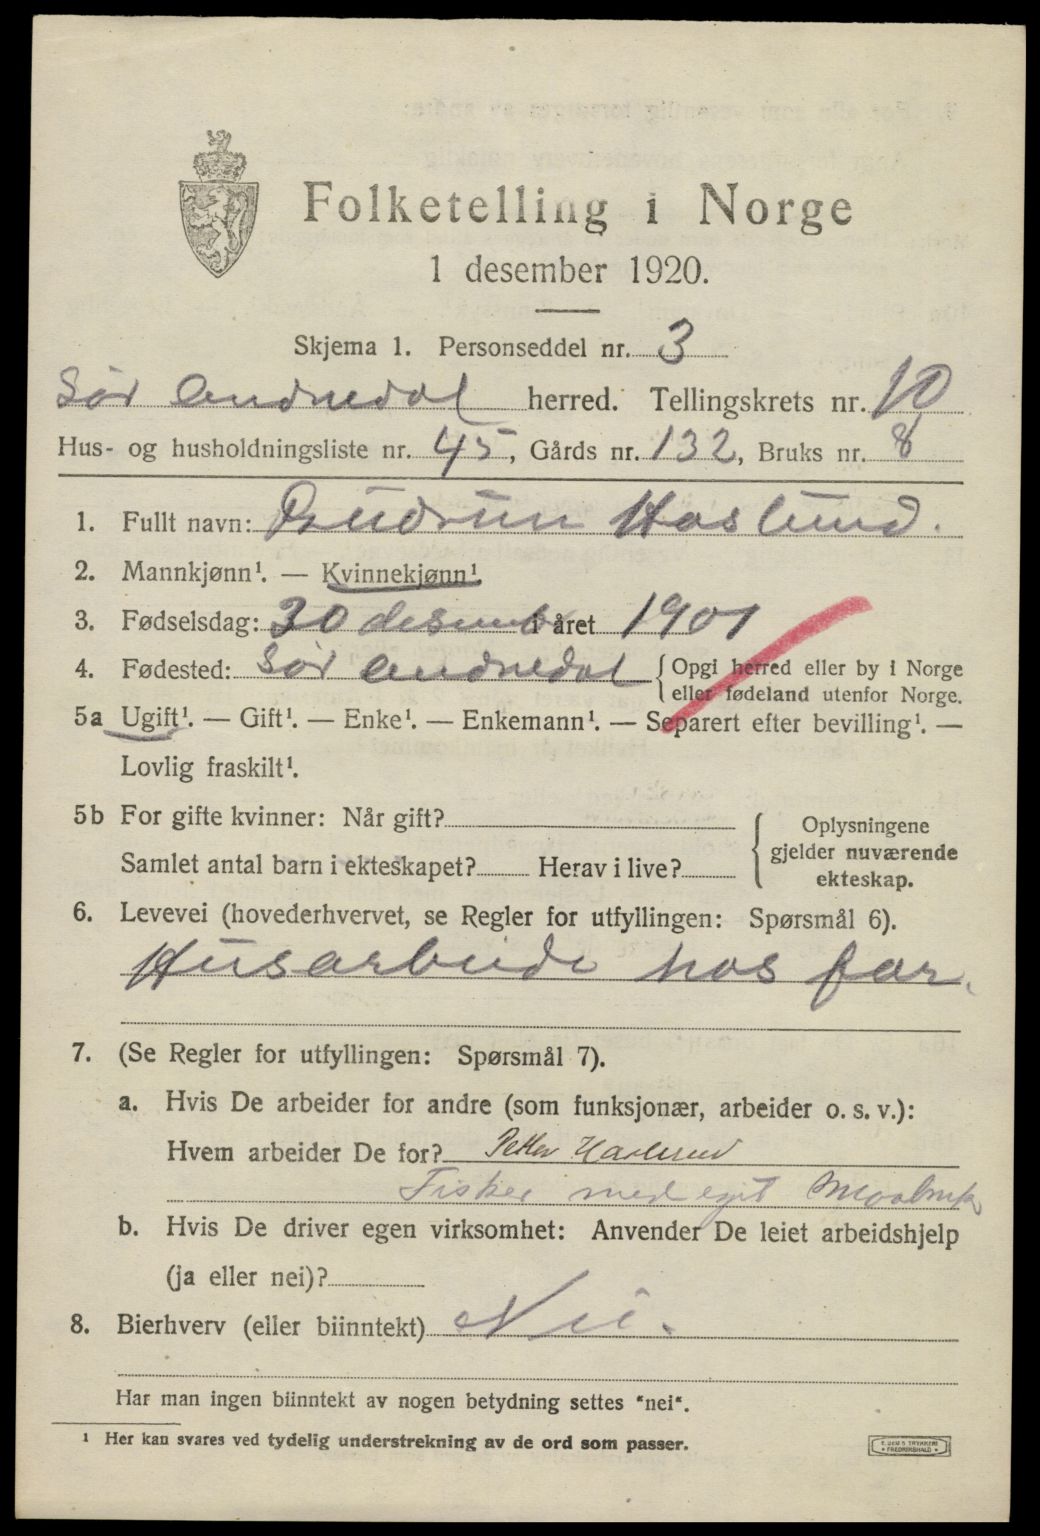 Folketelling i Norge
1 desember 1920.
Skjema 1. Personseddel nr. 3
Sør Audnedal herred. Tellingskrets nr. 10
Hus- og husholdningsliste nr. 45, Gårds nr. 132, Bruks nr. 8
1. Fullt navn: Gudrun Haslund.
2. Mannkjønn¹. — Kvinnekjønn¹.
3. Fødselsdag: 30 desemb i året 1901
4. Fødested: Sør Audnedal {Opgi herred eller by i Norge
eller fødeland utenfor Norge.
5a Ugift¹. — Gift¹. — Enke¹. — Enkemann¹. — Separert efter bevilling¹. —
Lovlig fraskilt¹.
5b For gifte kvinner: Når gift?
Samlet antal barn i ekteskapet? Herav i live?
{Oplysningene
gjelder nuværende
ekteskap.
6. Levevei (hovederhvervet, se Regler for utfyllingen: Spørsmål 6).
Husarbeide hos far.
7. (Se Regler for utfyllingen: Spørsmål 7).
a. Hvis De arbeider for andre (som funksjonær, arbeider o. s. v.):
Hvem arbeider De for? Petter Haslund
Fisker med eget
b. Hvis De driver egen virksomhet: Anvender De leiet arbeidshjelp
(ja eller nei)?
8. Bierhverv (eller biinntekt) Nei.
Har man ingen biinntekt av nogen betydning settes "nei".
¹ Her kan svares ved tydelig understrekning av de ord som passer.